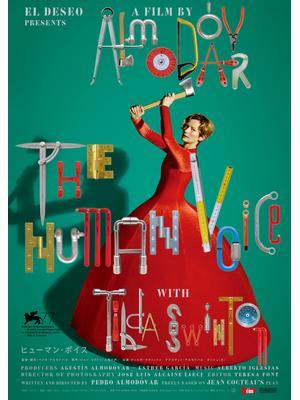 EL DESEO
PRESENTS
A FILM BY
ALMODÓVAR
THE
HUMAN VOICE
WITH
TILDA SWINTON
ヒューマン・ボイス
PRODUCERS AGUSTÍN ALMODÓVAR - ESTHER GARCÍA MUSIC ALBERTO IGLESIAS
DIRECTOR OF PHOTOGRAPHY JOSÉ LUIS ALCAINE (AEC) EDITOR TERESA FONT
WRITTEN AND DIRECTED BY PEDRO ALMODÓVAR FREELY BASED ON JEAN COCTEAU'S PLAY